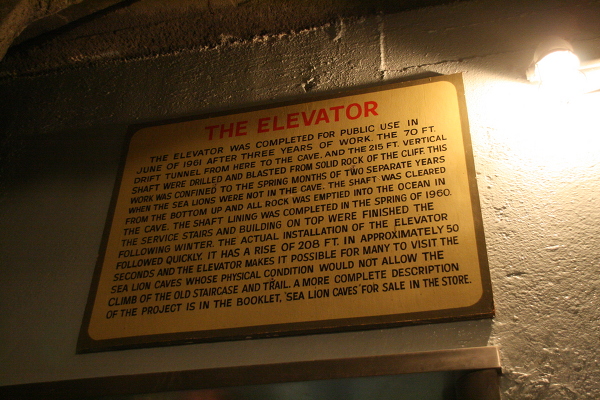 THE ELEVATOR
THE ELEVATOR WAS COMPLETED FOR PUBLIC USE IN
JUNE OF 1961 AFTER THREE YEARS OF WORK. THE 70 FT.
DRIFT TUNNEL FROM HERE TO THE CAVE, AND THE 215 FT. VERTICAL
SHAFT WERE DRILLED AND BLASTED FROM SOLID ROCK OF THE CLIFF. THIS
WORK WAS CONFINED TO THE SPRING MONTHS OF TWO SEPARATE YEARS
WHEN THE SEA LIONS WERE NOT IN THE CAVE. THE SHAFT WAS CLEARED
FROM THE BOTTOM UP AND ALL ROCK WAS EMPTIED INTO THE OCEAN IN
THE CAVE. THE SHAFT LINING WAS COMPLETED IN THE SPRING OF 1960.
THE SERVICE STAIRS AND BUILDING ON TOP WERE FINISHED THE
FOLLOWING WINTER. THE ACTUAL INSTALLATION OF THE ELEVATOR
FOLLOWED QUICKLY. IT HAS A RISE OF 208 FT. IN APPROXIMATELY 50
SECONDS AND THE ELEVATOR MAKES IT POSSIBLE FOR MANY TO VISIT THE
SEA LION CAVES WHOSE PHYSICAL CONDITION WOULD NOT ALLOW THE
CLIMB OF THE OLD STAIRCASE AND TRAIL. A MORE COMPLETE DESCRIPTION
OF THE PROJECT IS IN THE BOOKLET, 'SEA LION CAVES' FOR SALE IN THE STORE.